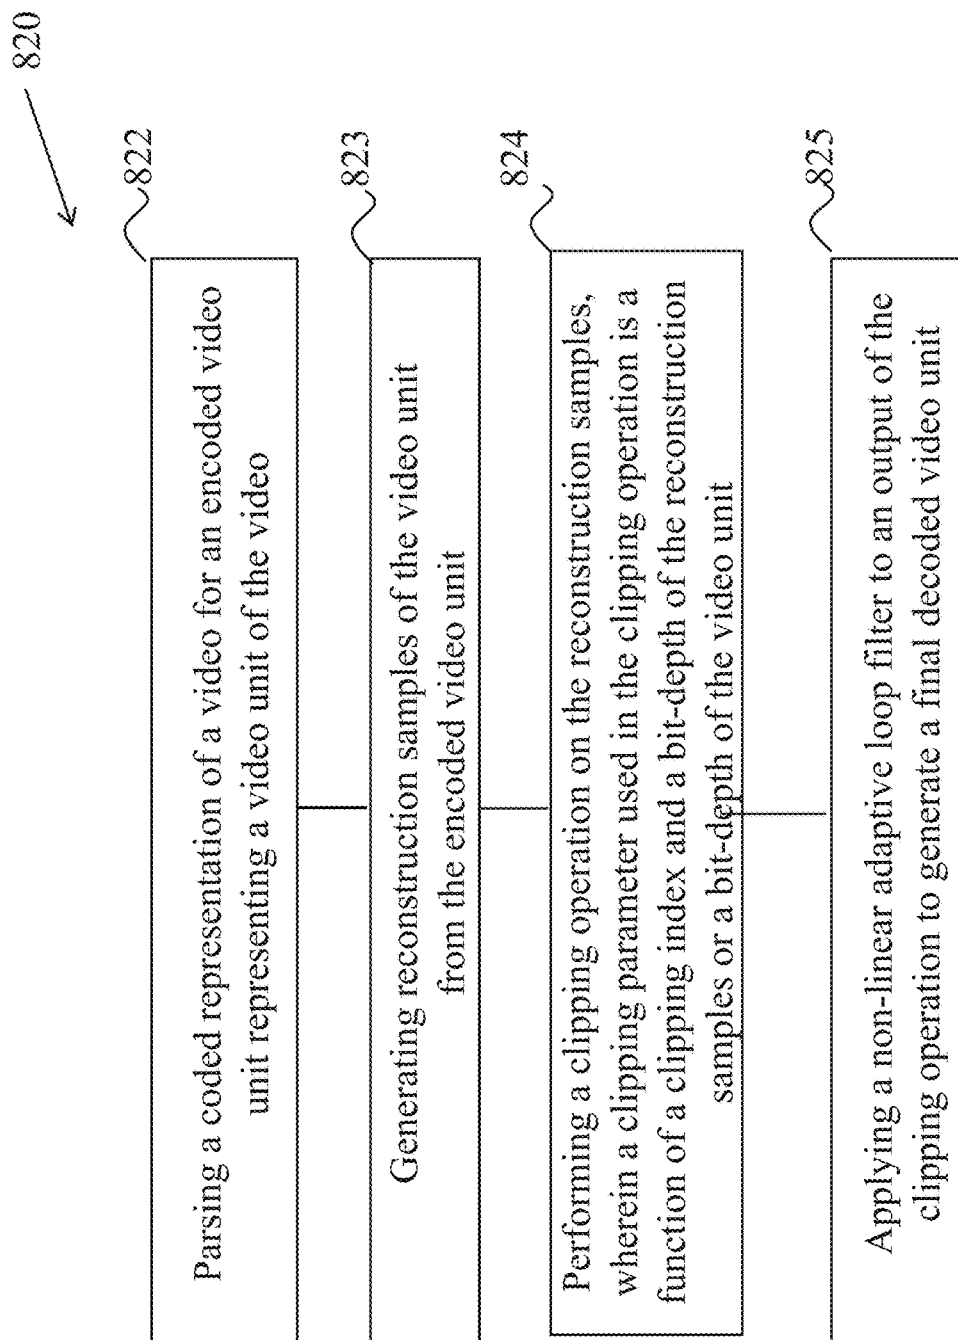 820
822
Parsing a coded representation of a video for an encoded video
unit representing a video unit of the video
823
Generating reconstruction samples of the video unit
from the encoded video unit
824
Performing a clipping operation on the reconstruction samples,
wherein a clipping parameter used in the clipping operation is a
function of a clipping index and a bit-depth of the reconstruction
samples or a bit-depth of the video unit
825
Applying a non-linear adaptive loop filter to an output of the
clipping operation to generate a final decoded video unit